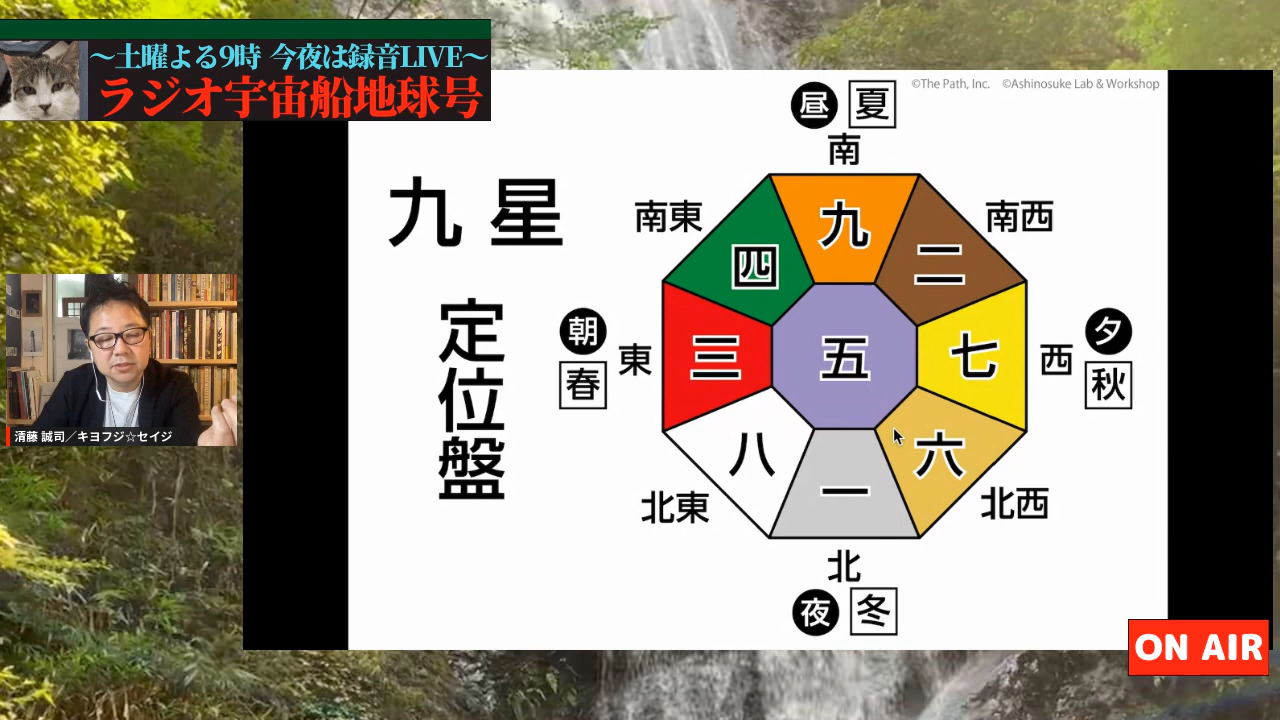 ～土曜よる9時 今夜は録音LIVE～
ラジオ宇宙船地球号
©The Path, Inc. ©Ashinosuke Lab & Workshop
昼 夏
南
九星
定位盤
南東
南西
四
九
二
朝
春
東
三
五
七
西
夕
秋
八
一
六
北東
北西
北
夜 冬
清藤 誠司／キヨフジ☆セイジ
ON AIR